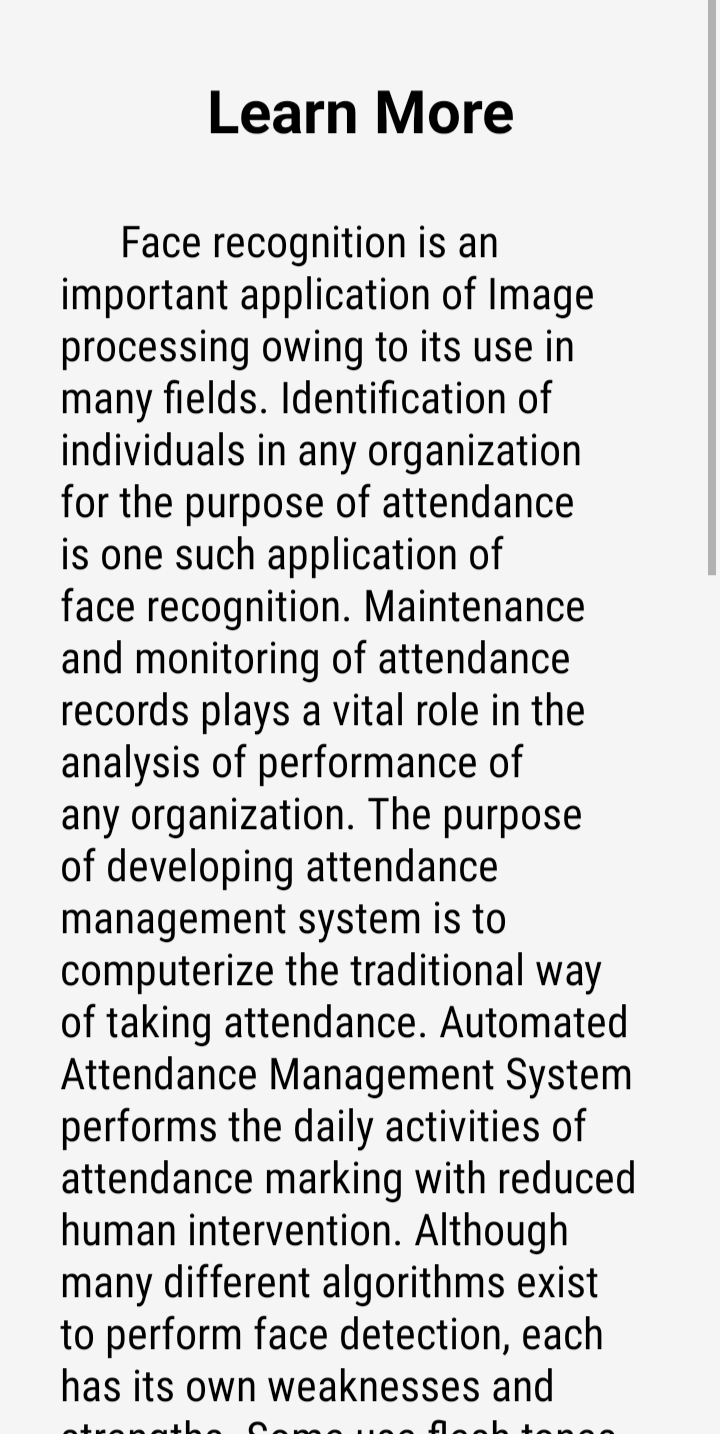 Learn More
Face recognition is an
important application of Image
processing owing to its use in
many fields. Identification of
individuals in any organization
for the purpose of attendance
is one such application of
face recognition. Maintenance
and monitoring of attendance
records plays a vital role in the
analysis of performance of
any organization. The purpose
of developing attendance
management system is to
computerize the traditional way
of taking attendance. Automated
Attendance Management System
performs the daily activities of
attendance marking with reduced
human intervention. Although
many different algorithms exist
to perform face detection, each
has its own weaknesses and
strengths. Some use flesh tones